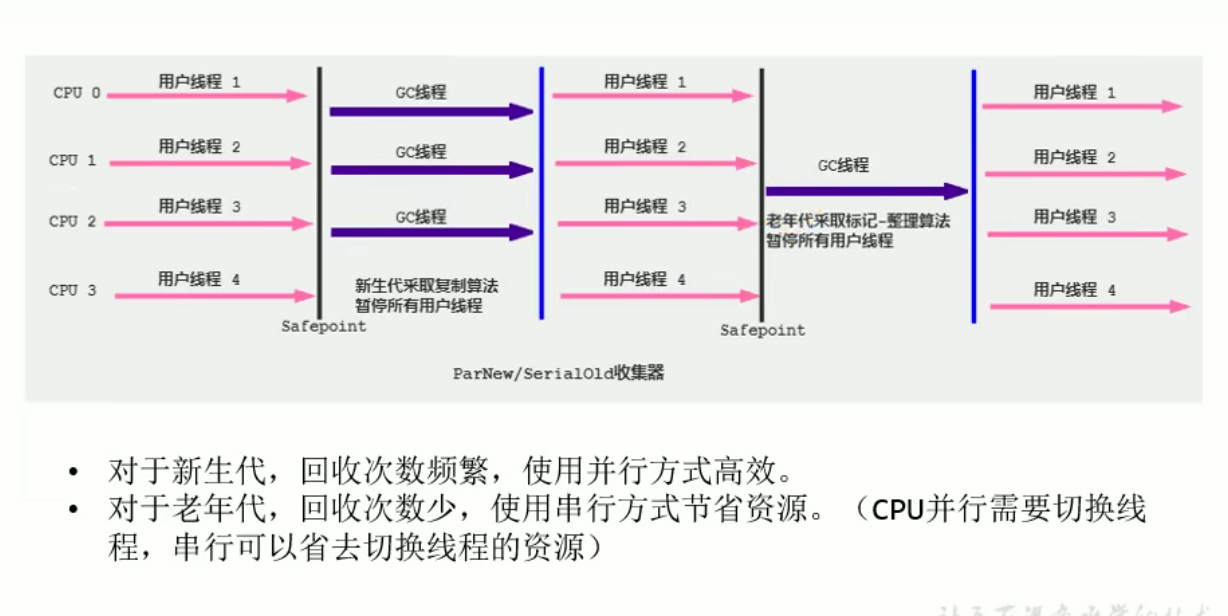 CPU 0 用户线程 1 GC线程 用户线程 1 用户线程 1
CPU 1 用户线程 2 GC线程 用户线程 2 GC线程 用户线程 2
CPU 2 用户线程 3 GC线程 用户线程 3 用户线程 3
老年代采取标记-整理算法
暂停所有用户线程
CPU 3 用户线程 4 用户线程 4 用户线程 4
新生代采取复制算法
暂停所有用户线程
Safepoint Safepoint
ParNew/SerialOld收集器
• 对于新生代，回收次数频繁，使用并行方式高效。
• 对于老年代，回收次数少，使用串行方式节省资源。（CPU并行需要切换线
程，串行可以省去切换线程的资源）